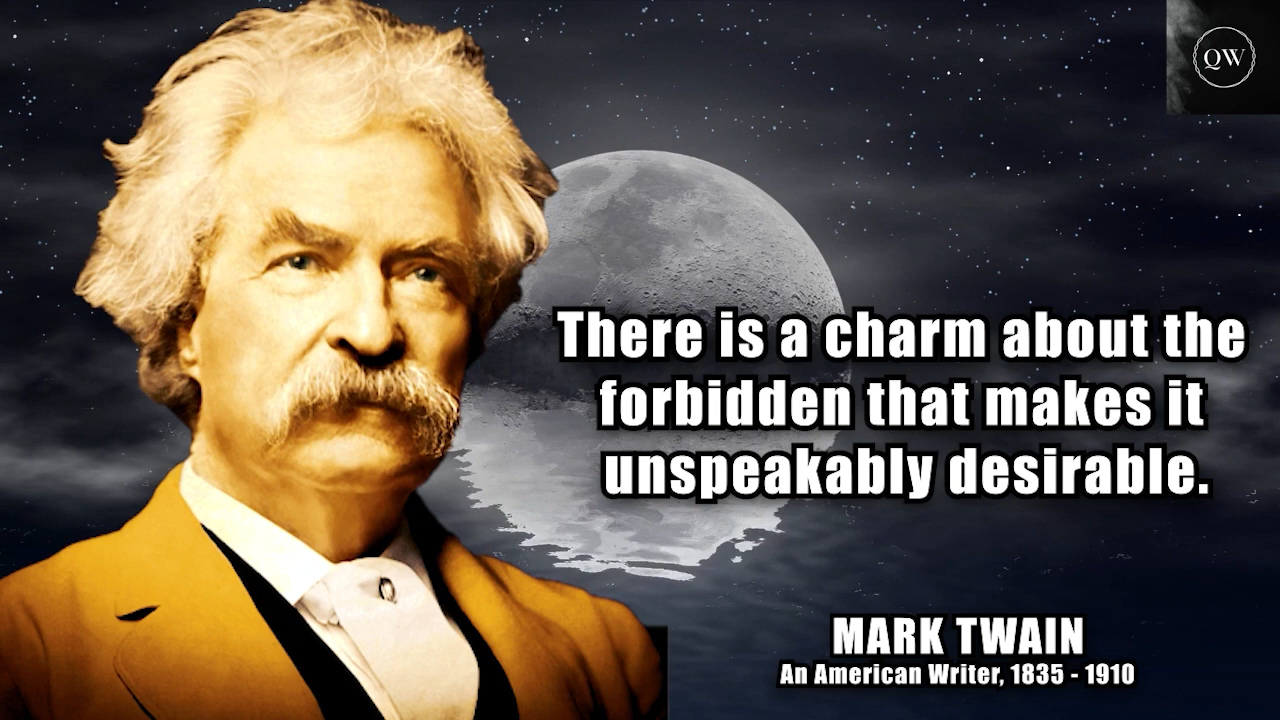 QW
There is a charm about the
forbidden that makes it
unspeakably desirable.
MARK TWAIN
An American Writer, 1835 - 1910